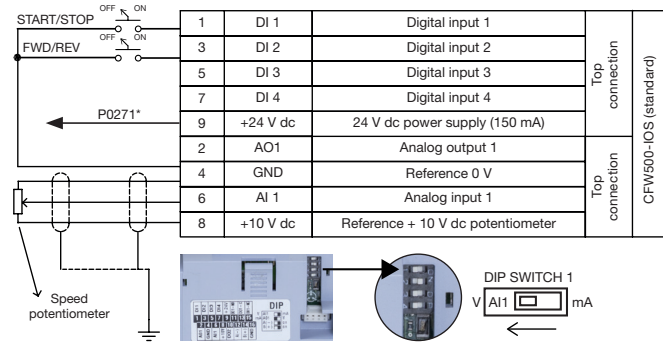 START/STOP OFF ON
FWD/REV OFF ON
P0271*
1 DI 1 Digital input 1
3 DI 2 Digital input 2
5 DI 3 Digital input 3
7 DI 4 Digital input 4
9 +24 V dc 24 V dc power supply (150 mA)
2 AO1 Analog output 1
4 GND Reference 0 V
6 AI 1 Analog input 1
8 +10 V dc Reference + 10 V dc potentiometer
Top connection
Top connection
CFW500-IOS (standard)
Speed
potentiometer
DIP
DIP SWITCH 1
V AI1 mA